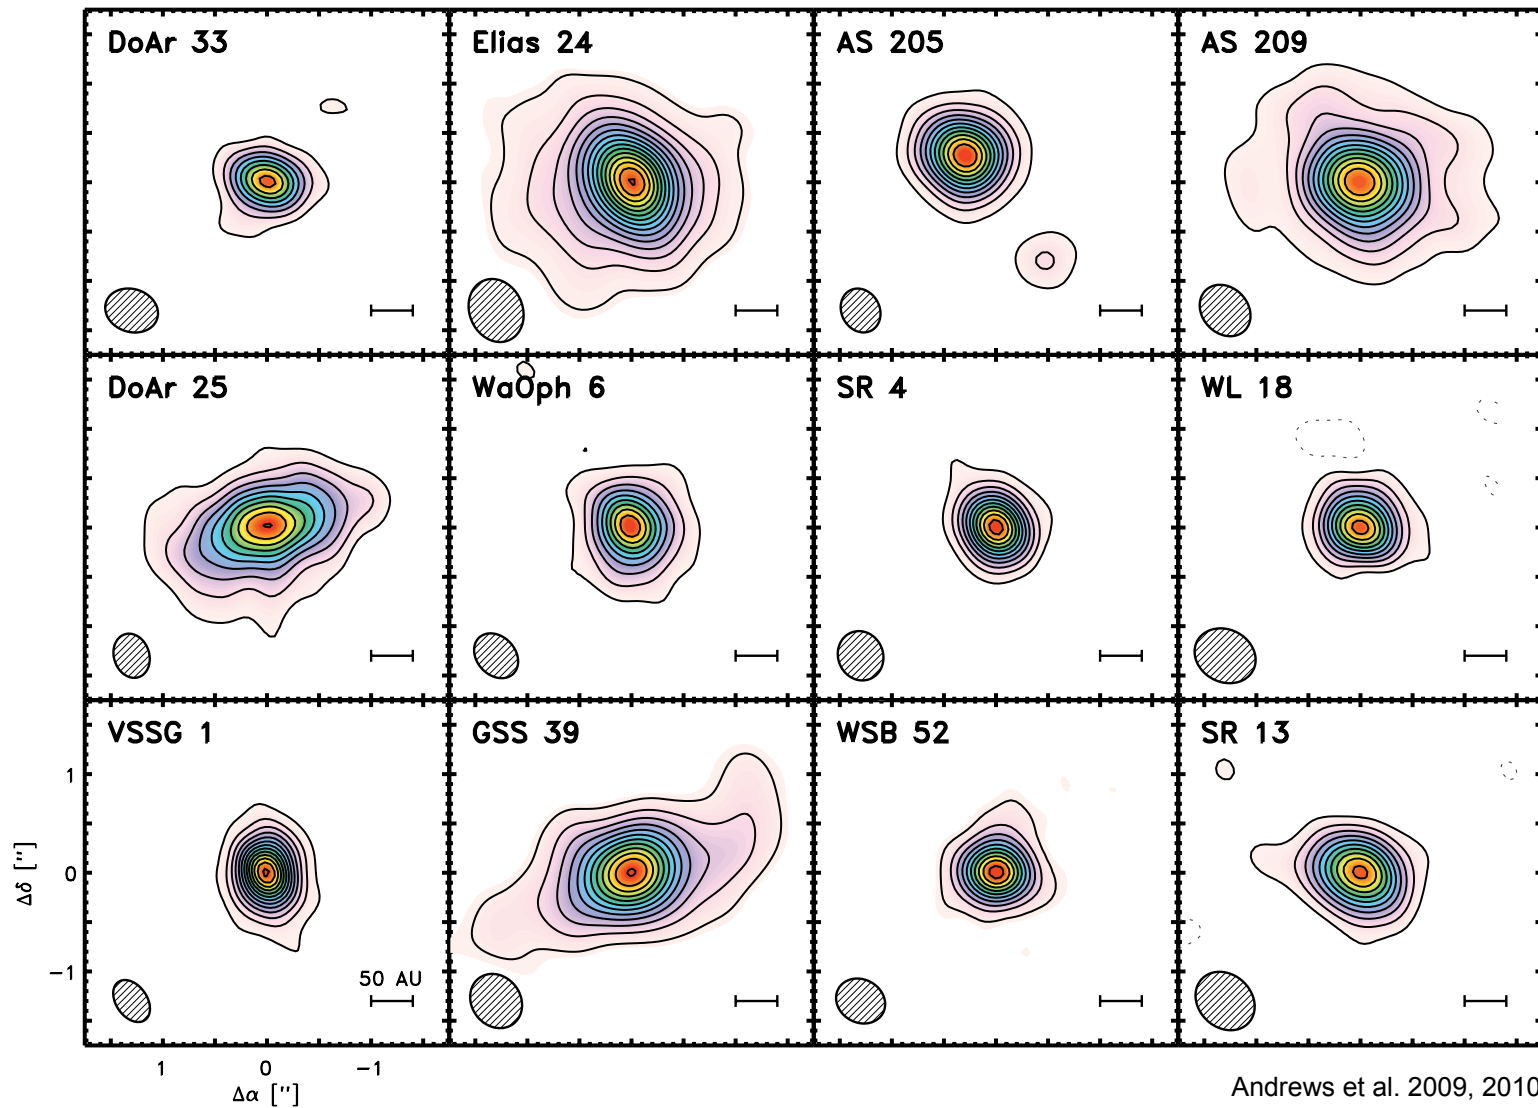 DoAr 33
Elias 24
AS 205
AS 209
DoAr 25
WaOph 6
SR 4
WL 18
VSSG 1
GSS 39
WSB 52
SR 13
1
0
−1
Δδ ["]
50 AU
1 0 −1
Δα ["]
Andrews et al. 2009, 2010